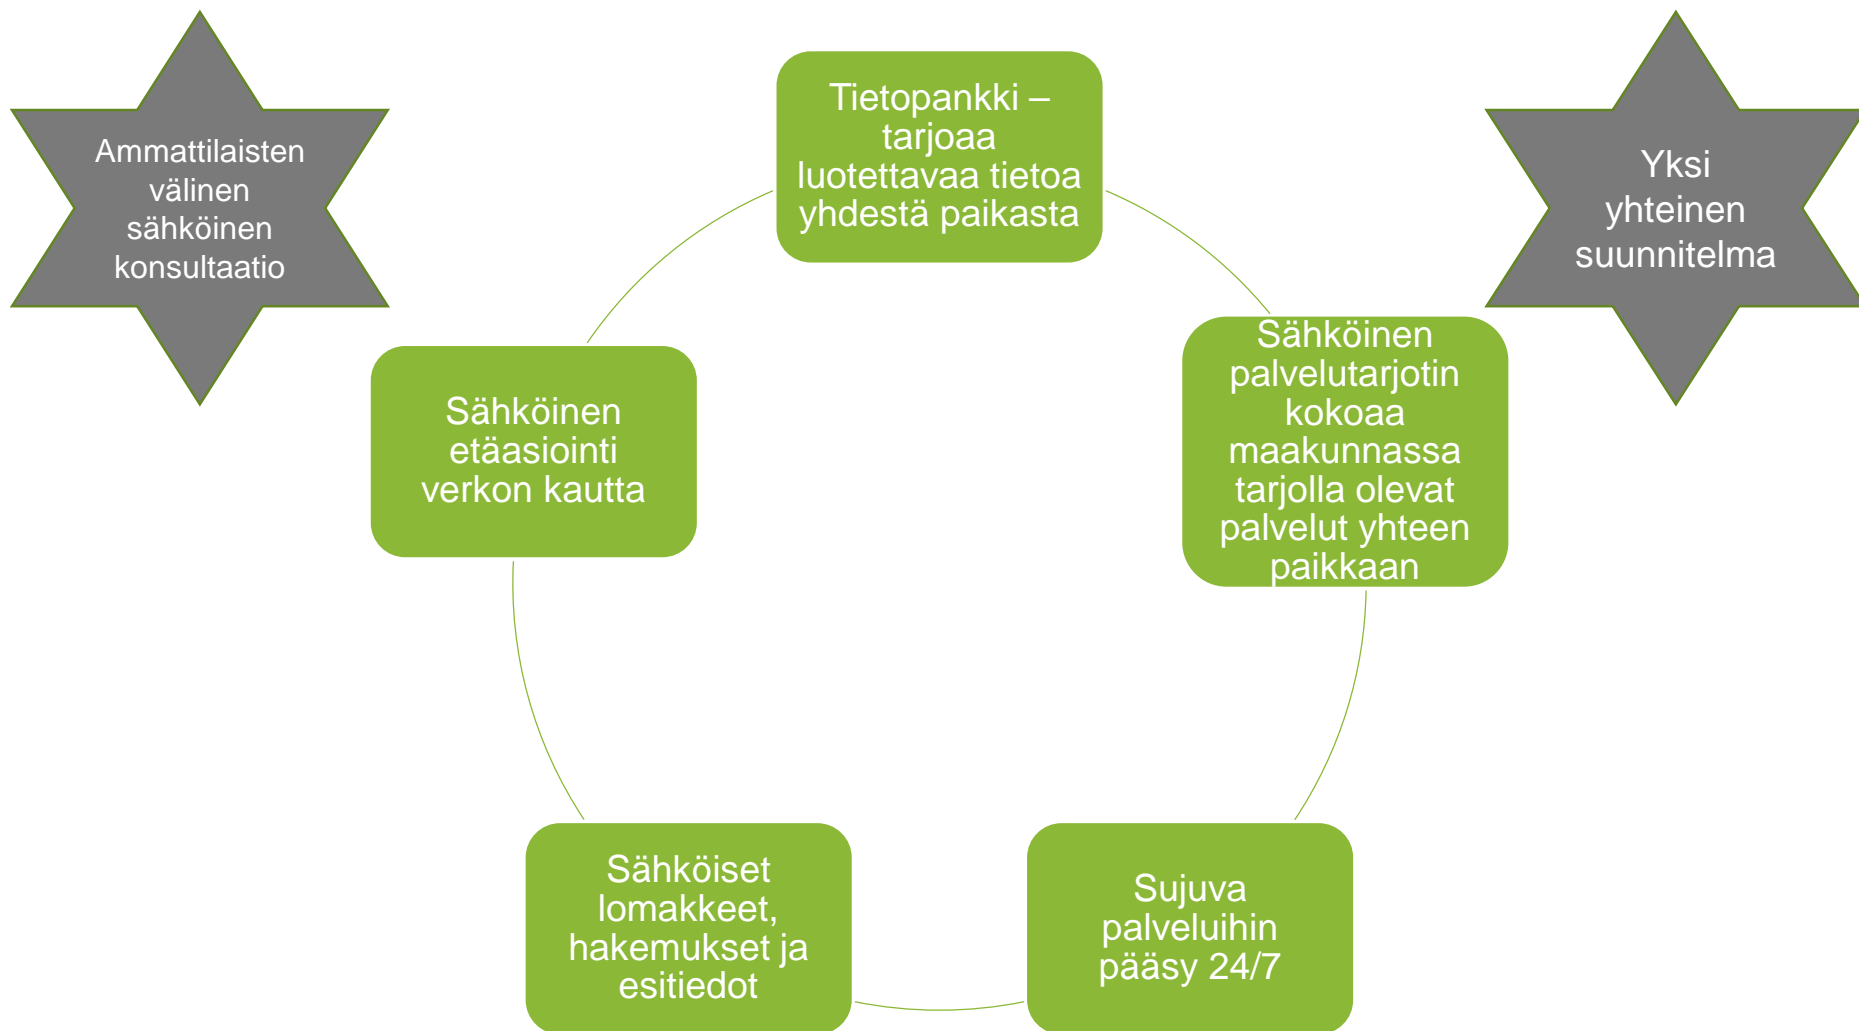 Ammattilaisten
välinen
sähköinen
konsultaatio
Tietopankki –
tarjoaa
luotettavaa tietoa
yhdestä paikasta
Yksi
yhteinen
suunnitelma
Sähköinen
etäasiointi
verkon kautta
Sähköinen
palvelutarjotin
kokoaa
maakunnassa
tarjolla olevat
palvelut yhteen
paikkaan
Sähköiset
lomakkeet,
hakemukset ja
esitiedot
Sujuva
palveluihin
pääsy 24/7